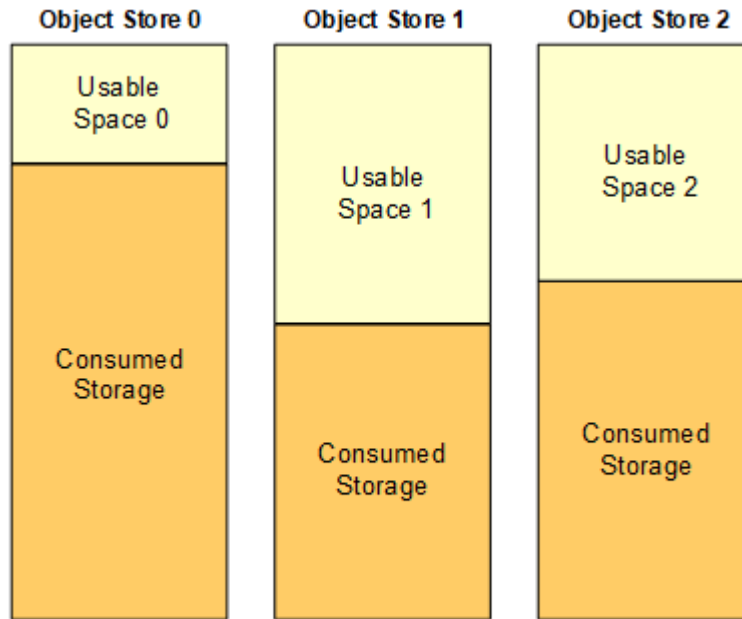 Object Store 0
Object Store 1
Object Store 2
Usable
Space 0
Usable
Space 1
Usable
Space 2
Consumed
Storage
Consumed
Storage
Consumed
Storage